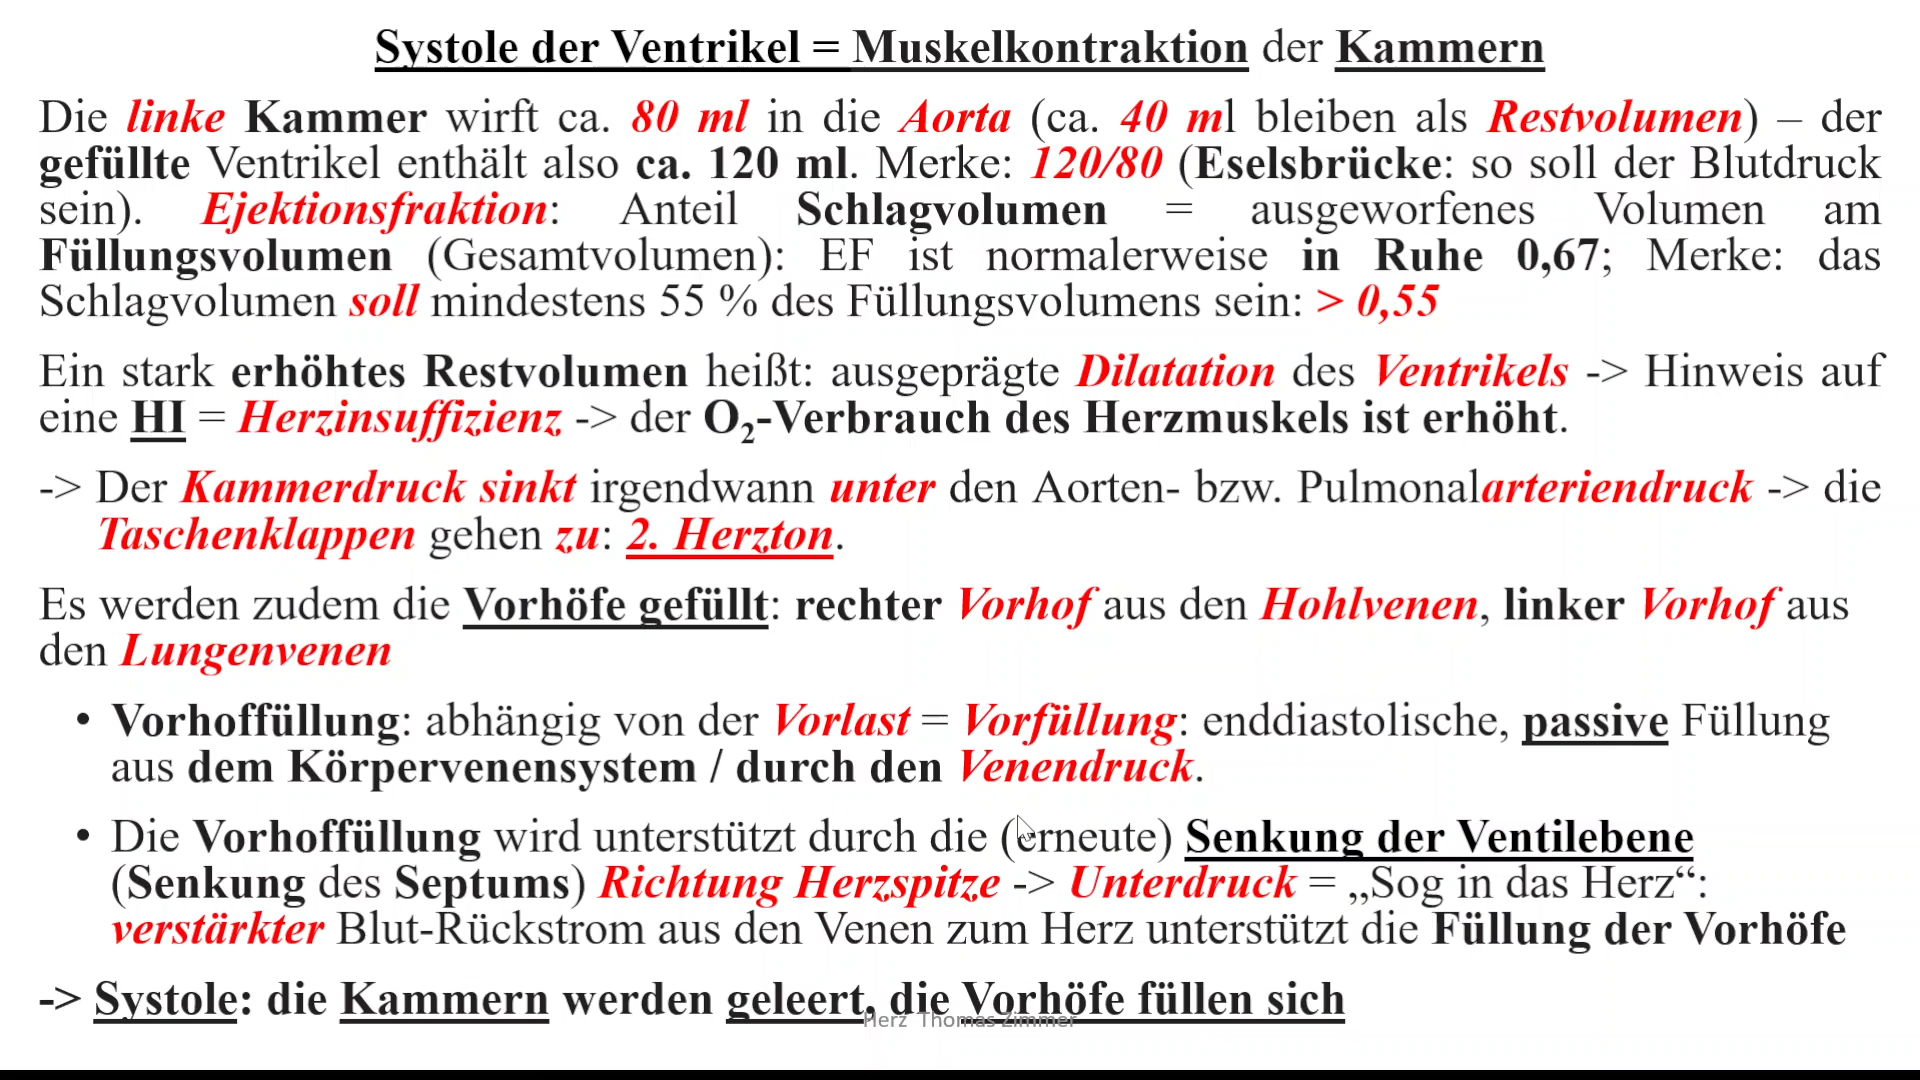 Systole der Ventrikel = Muskelkontraktion der Kammern
Die linke Kammer wirft ca. 80 ml in die Aorta (ca. 40 ml bleiben als Restvolumen) – der
gefüllte Ventrikel enthält also ca. 120 ml. Merke: 120/80 (Eselsbrücke: so soll der Blutdruck
sein). Ejektionsfraktion: Anteil Schlagvolumen = ausgeworfenes Volumen am
Füllungsvolumen (Gesamtvolumen): EF ist normalerweise in Ruhe 0,67; Merke: das
Schlagvolumen soll mindestens 55 % des Füllungsvolumens sein: > 0,55
Ein stark erhöhtes Restvolumen heißt: ausgeprägte Dilatation des Ventrikels -> Hinweis auf
eine HI = Herzinsuffizienz -> der O₂-Verbrauch des Herzmuskels ist erhöht.
-> Der Kammerdruck sinkt irgendwann unter den Aorten- bzw. Pulmonalarteriendruck -> die
Taschenklappen gehen zu: 2. Herzton.
Es werden zudem die Vorhöfe gefüllt: rechter Vorhof aus den Hohlvenen, linker Vorhof aus
den Lungenvenen
• Vorhoffüllung: abhängig von der Vorlast = Vorfüllung: enddiastolische, passive Füllung
aus dem Körpervenensystem / durch den Venendruck.
• Die Vorhoffüllung wird unterstützt durch die (erneute) Senkung der Ventilebene
(Senkung des Septums) Richtung Herzspitze -> Unterdruck = „Sog in das Herz“:
verstärkter Blut-Rückstrom aus den Venen zum Herz unterstützt die Füllung der Vorhöfe
-> Systole: die Kammern werden geleert, die Vorhöfe füllen sich
Herz Thomas Zimmer